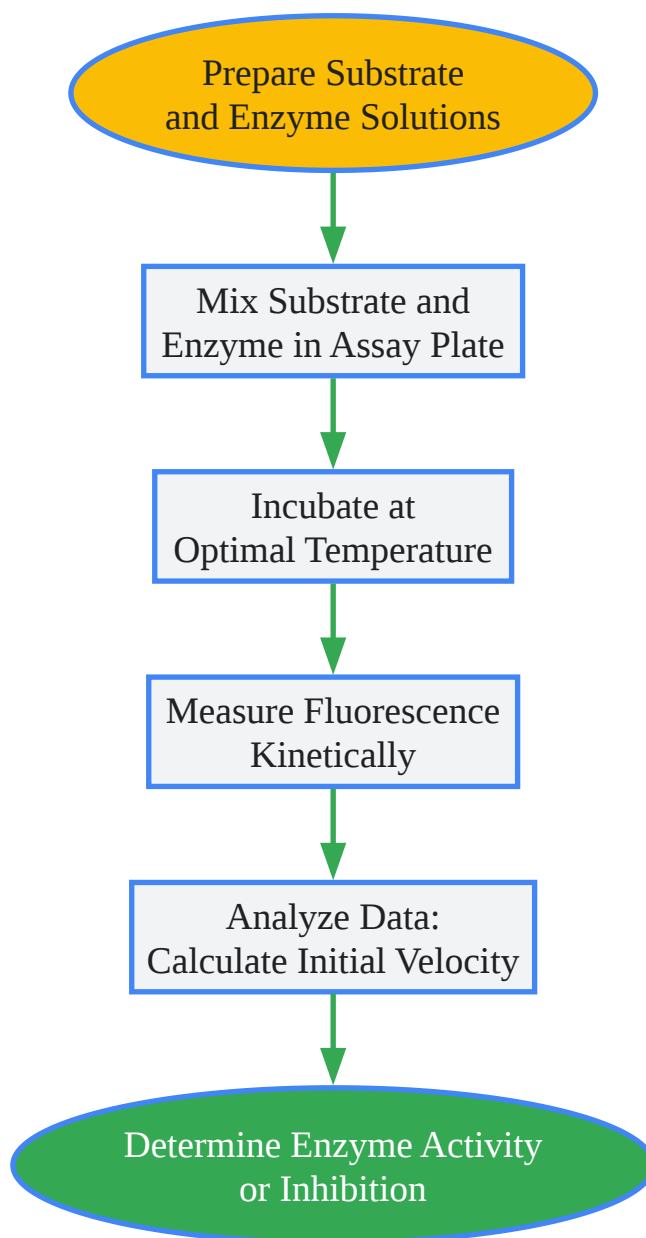 Prepare Substrate
and Enzyme Solutions
Mix Substrate and
Enzyme in Assay Plate
Incubate at
Optimal Temperature
Measure Fluorescence
Kinetically
Analyze Data:
Calculate Initial Velocity
Determine Enzyme Activity
or Inhibition